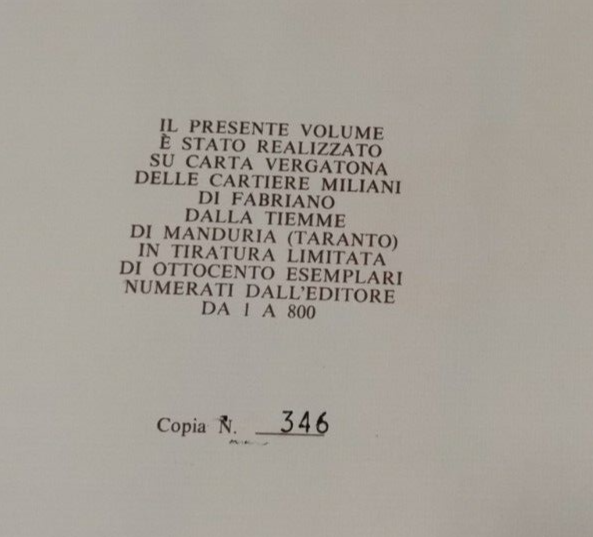 IL PRESENTE VOLUME
È STATO REALIZZATO
SU CARTA VERGATONA
DELLE CARTIERE MILIANI
DI FABRIANO
DALLA TIEMME
DI MANDURIA (TARANTO)
IN TIRATURA LIMITATA
DI OTTOCENTO ESEMPLARI
NUMERATI DALL'EDITORE
DA 1 A 800
Copia N. 346